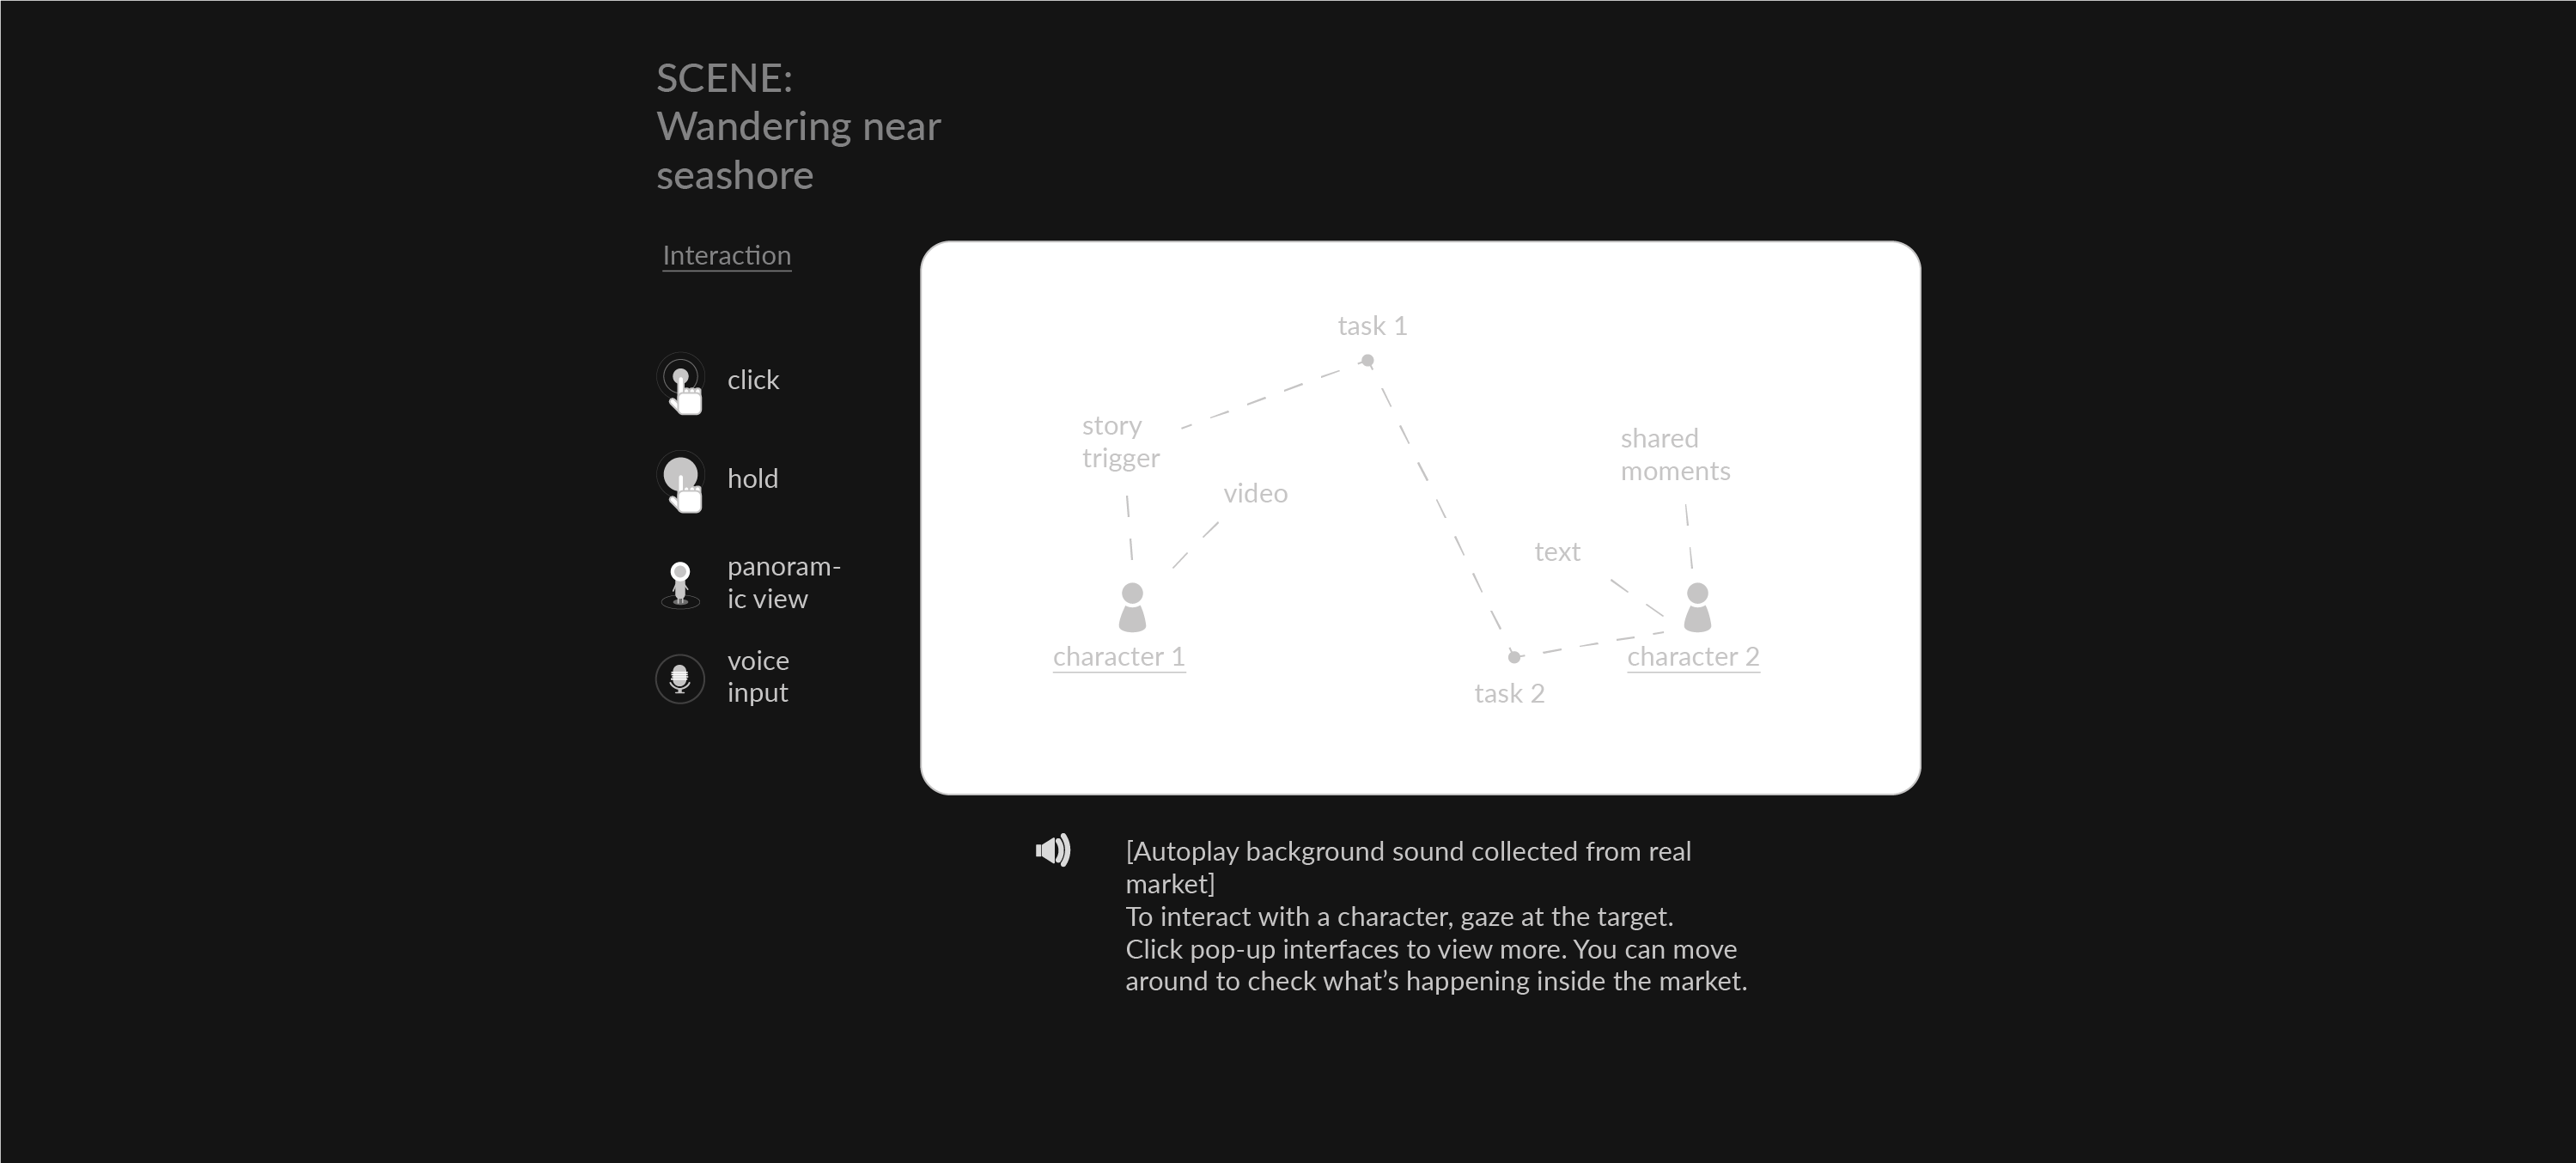 SCENE:
Wandering near
seashore
Interaction
click
hold
panoram-
ic view
voice
input
task 1
story
trigger
video
shared
moments
text
character 1
character 2
task 2
[Autoplay background sound collected from real
market]
To interact with a character, gaze at the target.
Click pop-up interfaces to view more. You can move
around to check what’s happening inside the market.